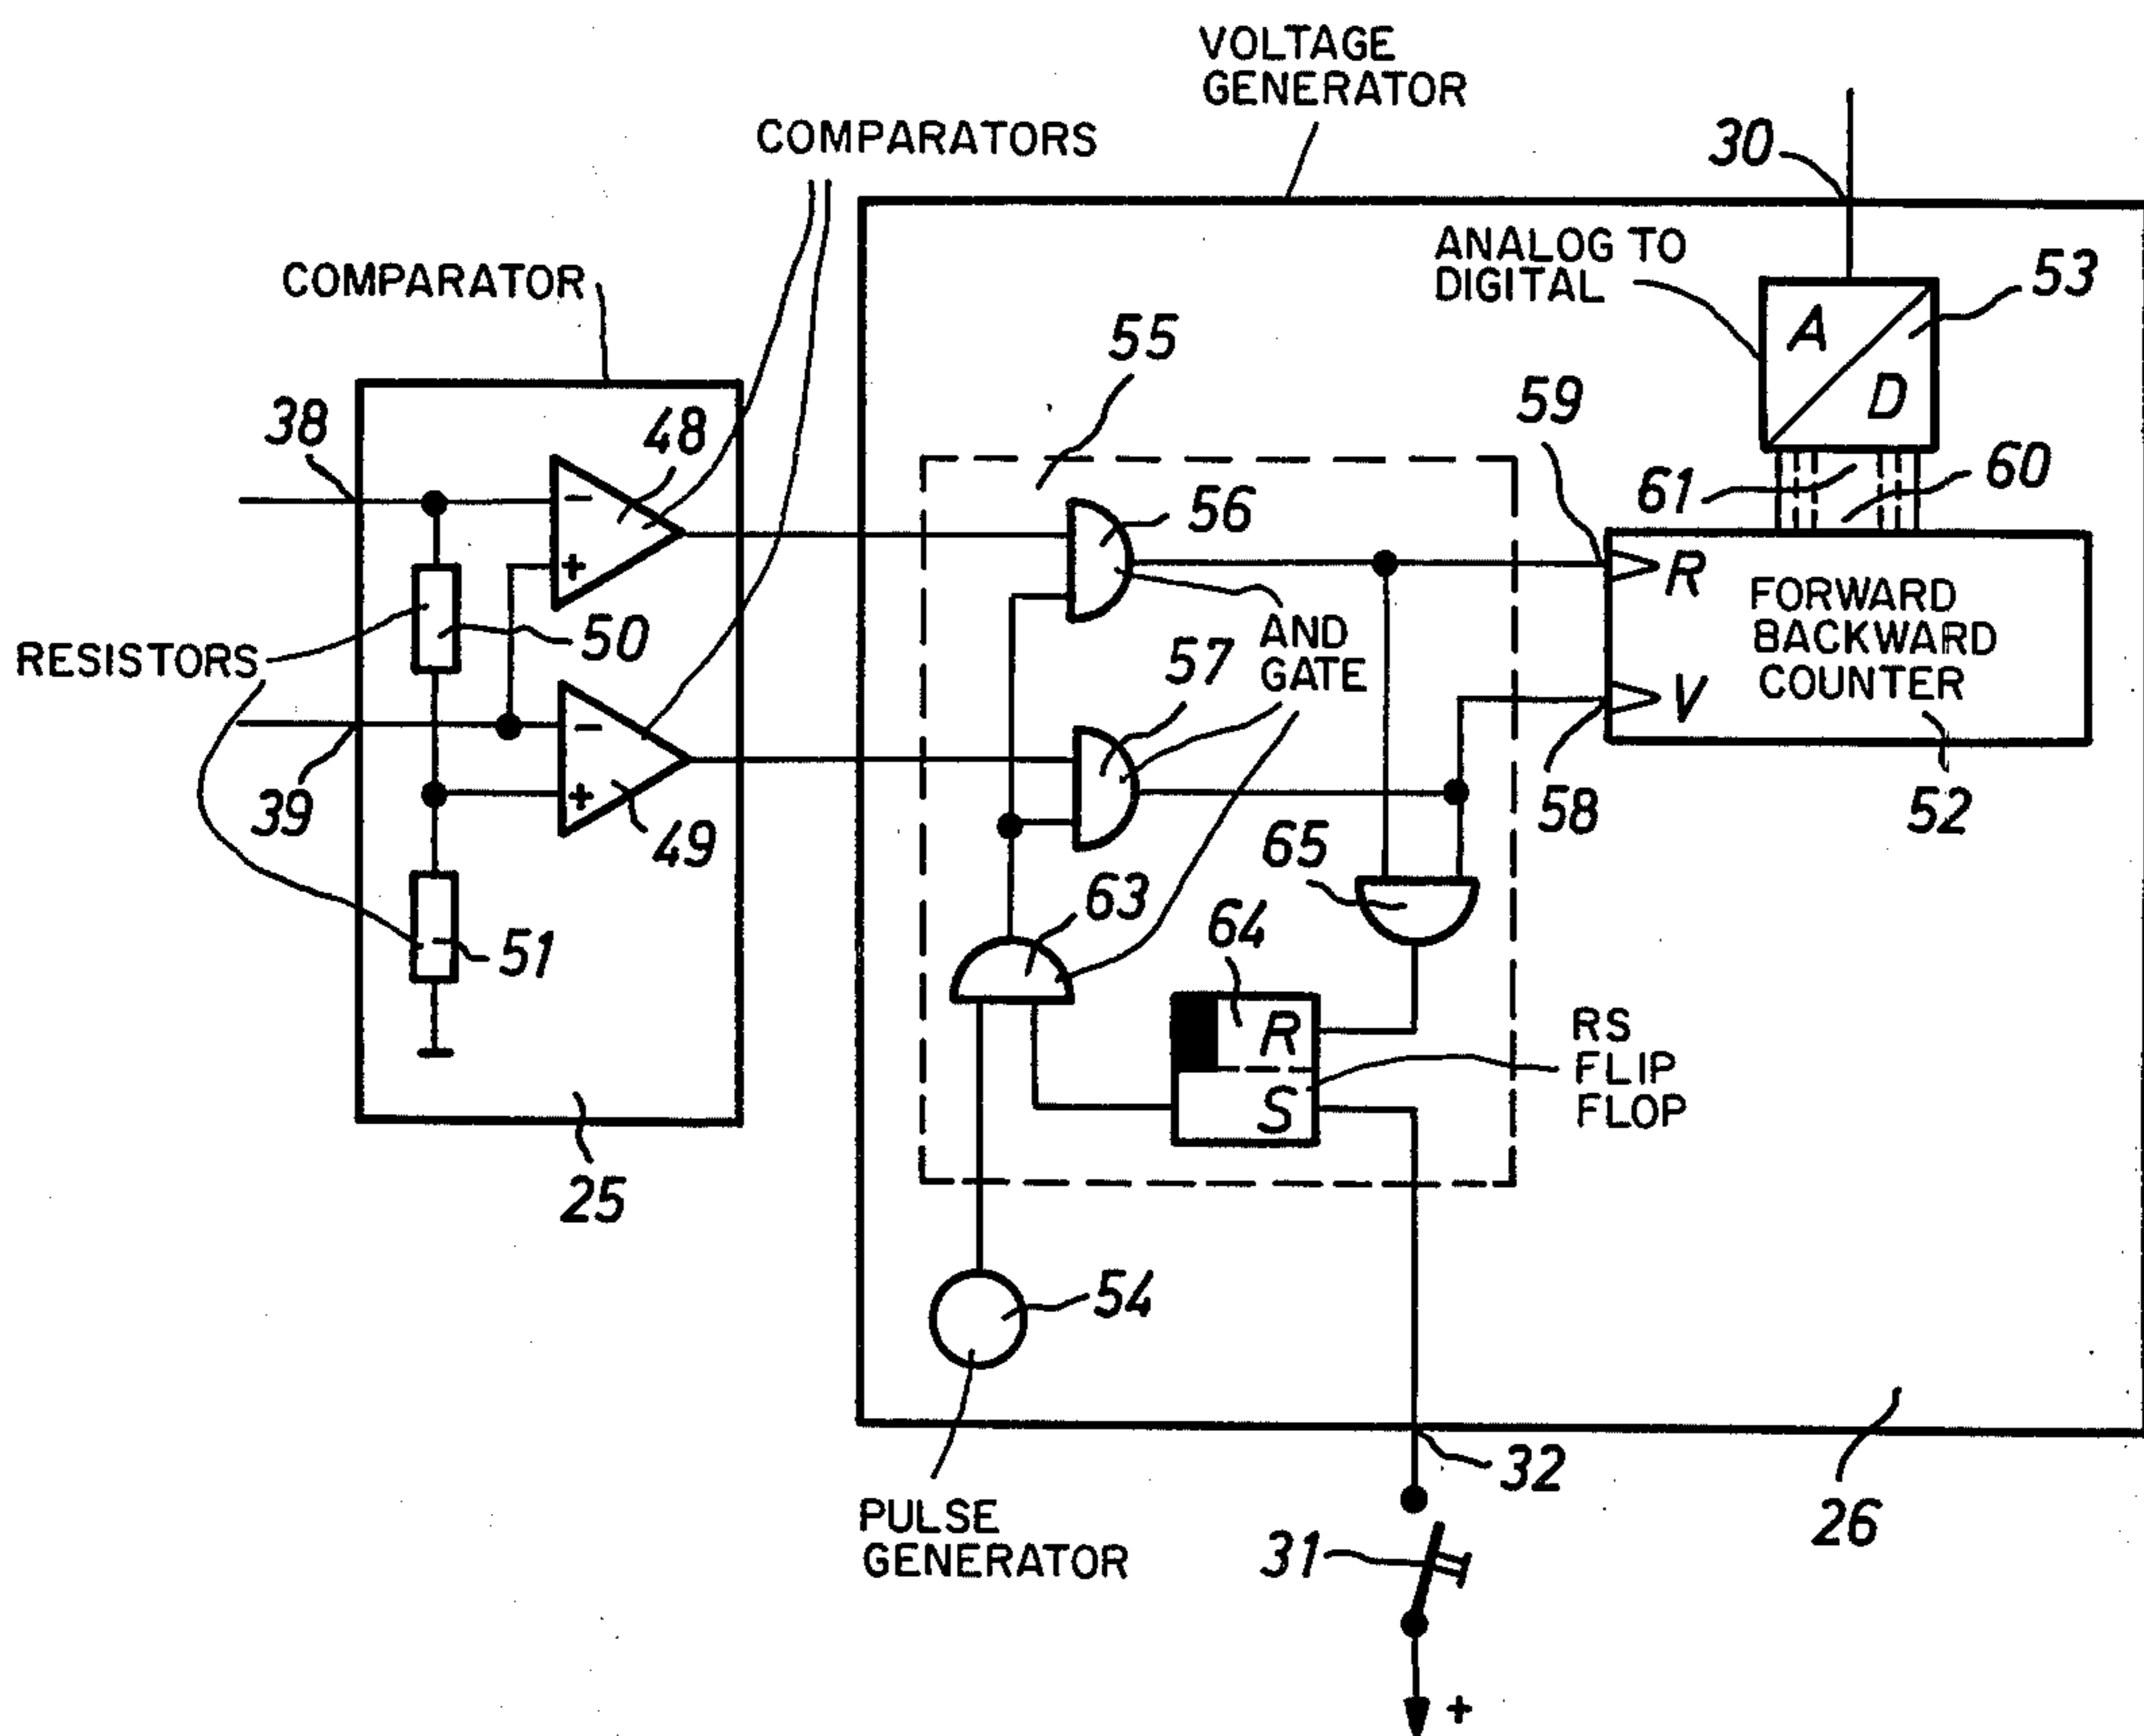 VOLTAGE
GENERATOR
COMPARATORS
30
ANALOG TO
DIGITAL
53
COMPARATOR
A
D
55
59
38
48
61
60
56
-
+
R
FORWARD
BACKWARD
COUNTER
50
AND
GATE
57
RESISTORS
V
-
+
39
49
58
52
65
63
64
51
R
S
RS
FLIP
FLOP
25
54
32
26
PULSE
GENERATOR
31
+